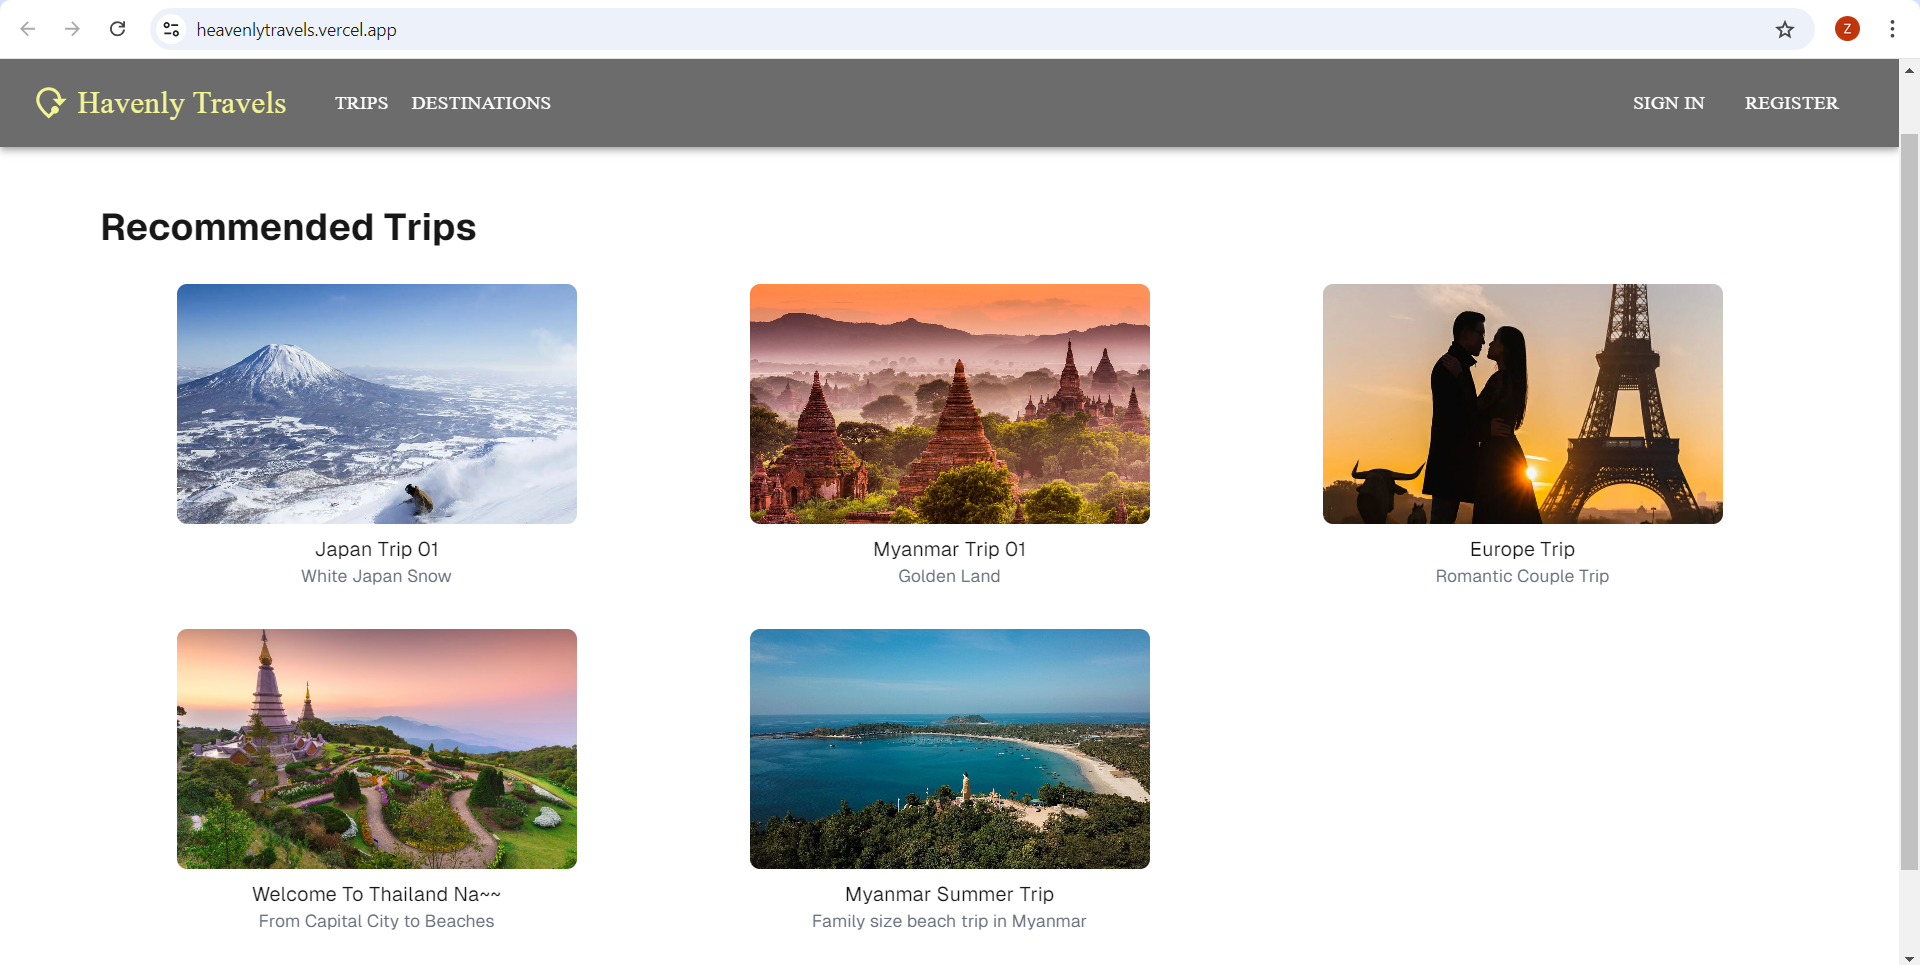 heavenlytravels.vercel.app
Z
Havenly Travels TRIPS DESTINATIONS SIGN IN REGISTER
Recommended Trips
Japan Trip 01
White Japan Snow
Myanmar Trip 01
Golden Land
Europe Trip
Romantic Couple Trip
Welcome To Thailand Na~~
From Capital City to Beaches
Myanmar Summer Trip
Family size beach trip in Myanmar